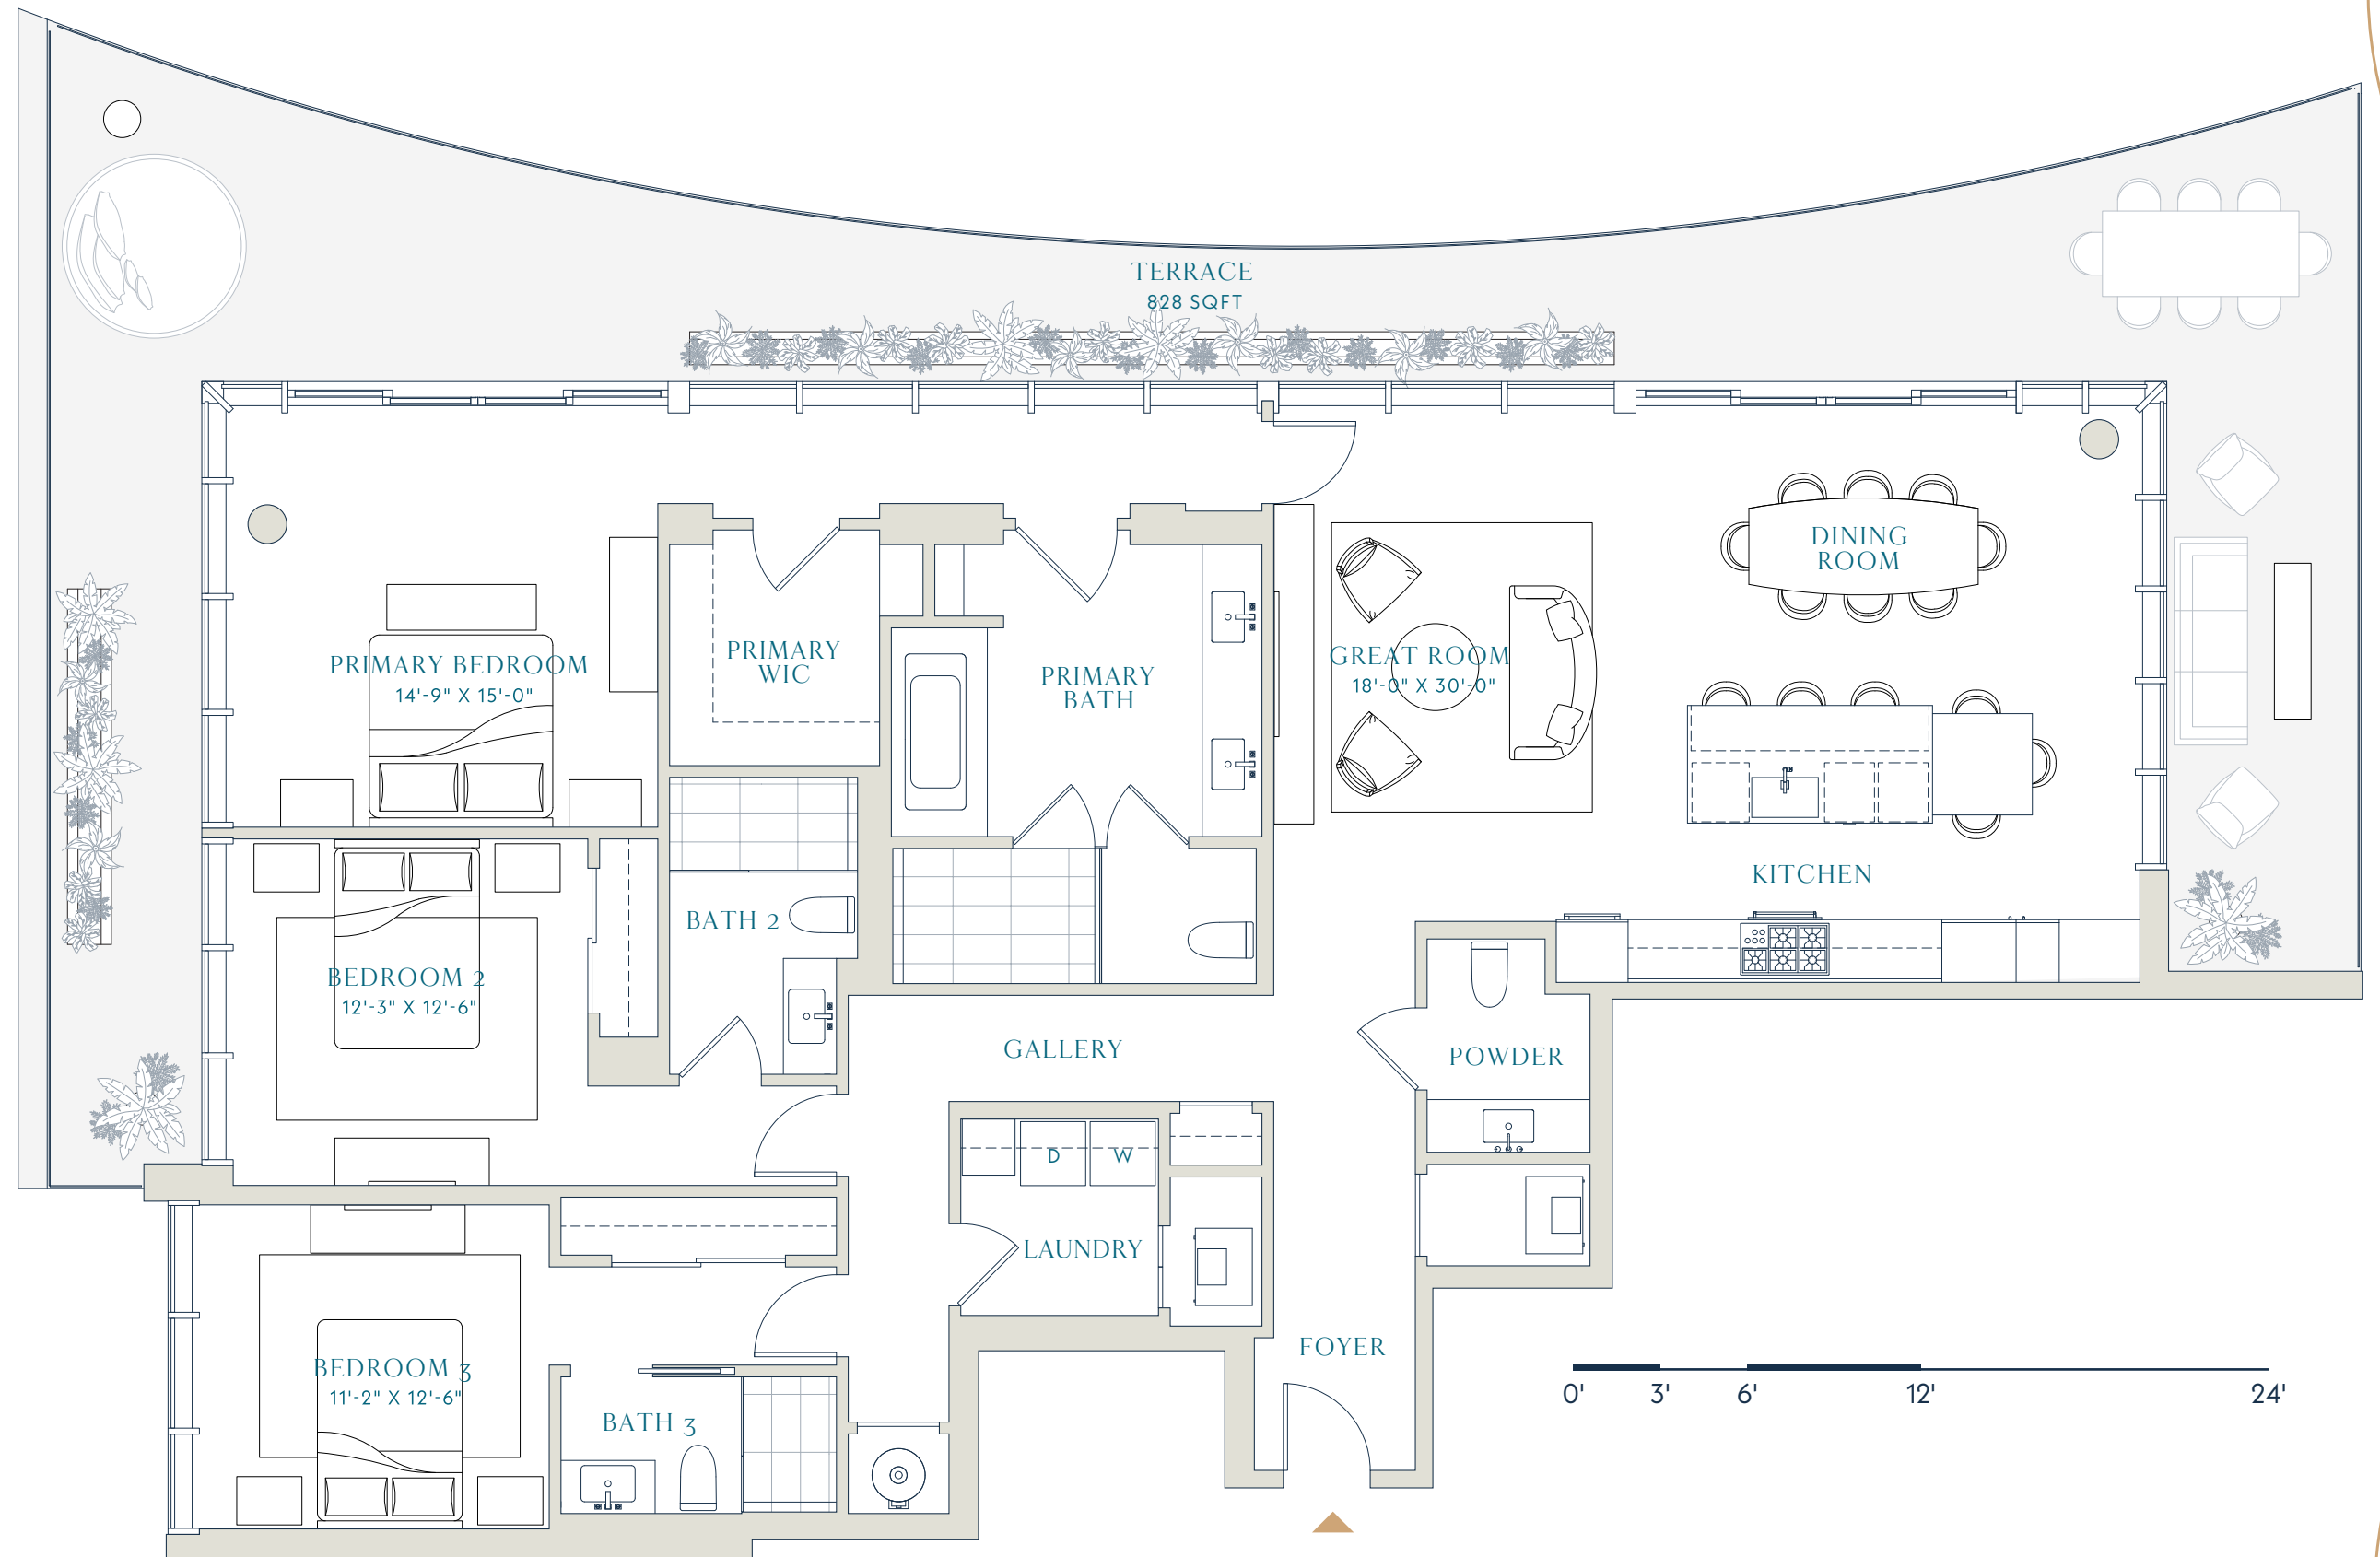 TERRACE
828 SQFT
DINING
ROOM
PRIMARY BEDROOM
14'-9" X 15'-0"
PRIMARY
WIC
PRIMARY
BATH
GREAT ROOM
18'-0" X 30'-0"
KITCHEN
BATH 2
BEDROOM 2
12'-3" X 12'-6"
GALLERY
POWDER
D
W
LAUNDRY
FOYER
BEDROOM 3
11'-2" X 12'-6"
BATH 3
0' 3' 6' 12' 24'